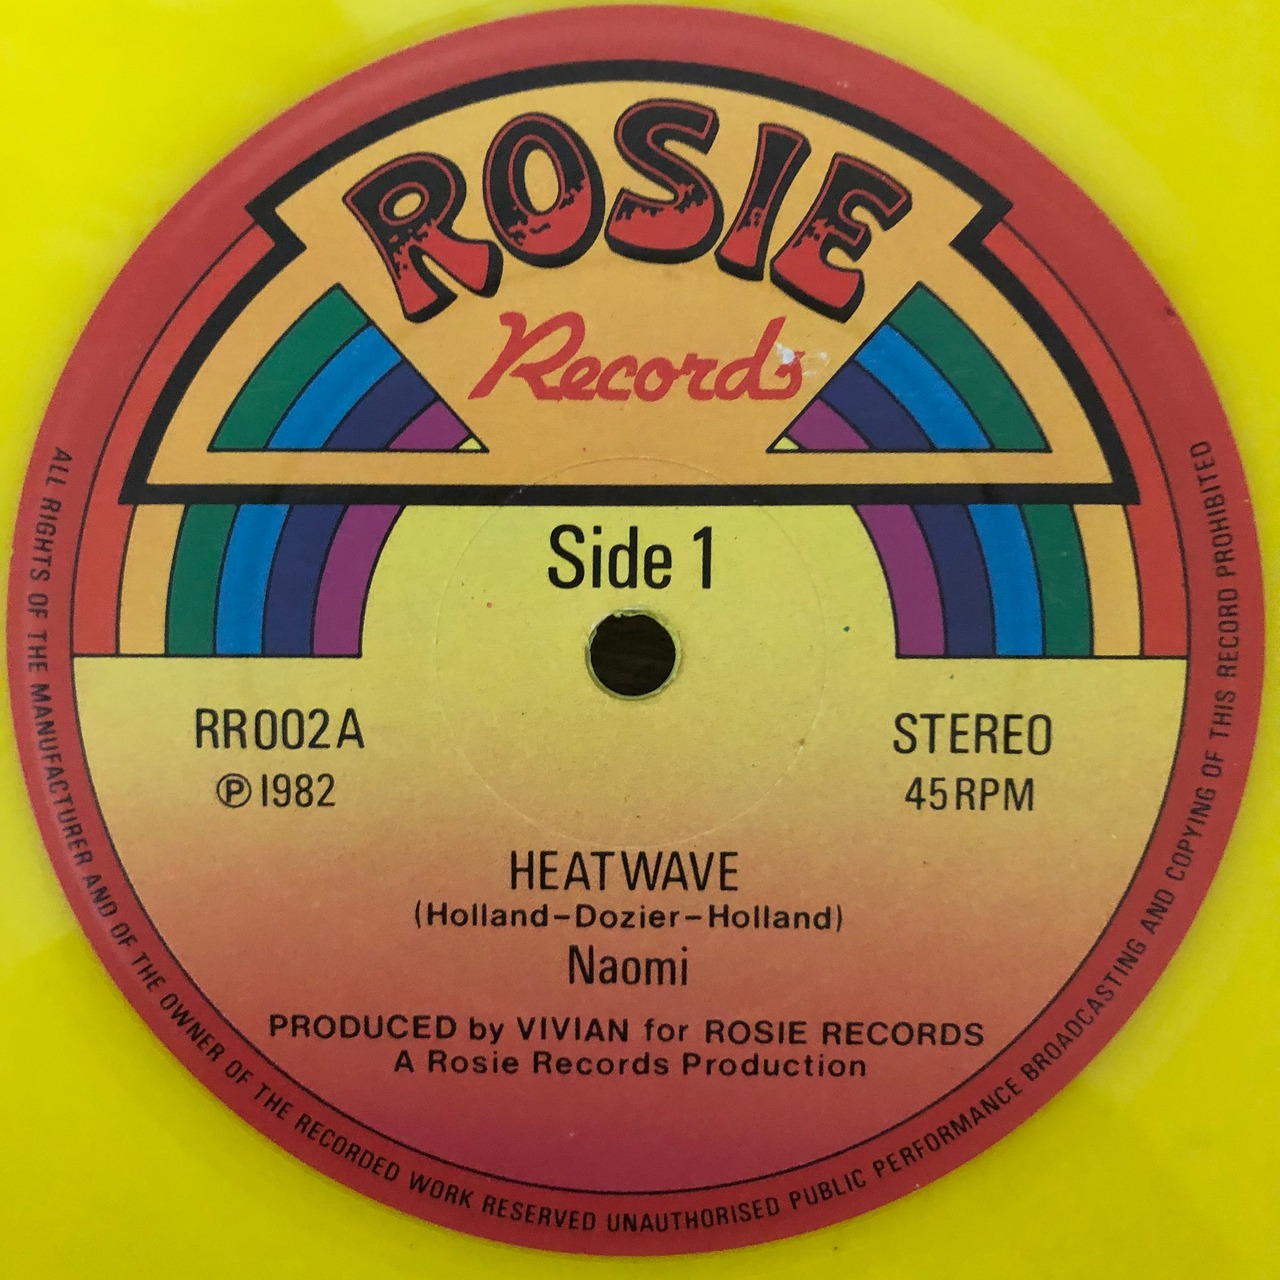 ROSIE
Records
Side 1
RR002A
℗1982
STEREO
45RPM
HEATWAVE
(Holland-Dozier-Holland)
Naomi
PRODUCED by VIVIAN for ROSIE RECORDS
A Rosie Records Production
ALL RIGHTS OF THE MANUFACTURER AND OF THE OWNER OF THE RECORDED WORK RESERVED UNAUTHORISED PUBLIC PERFORMANCE BROADCASTING AND COPYING OF THIS RECORD PROHIBITED